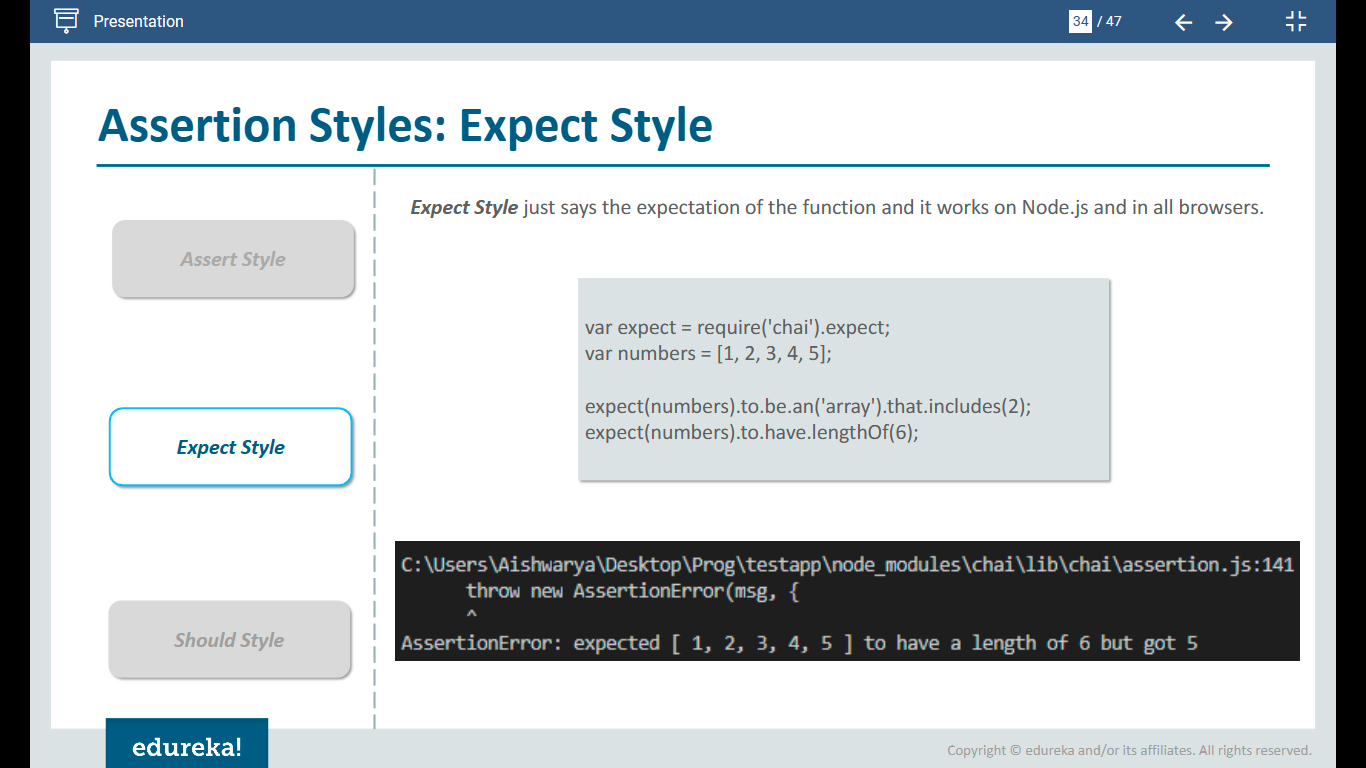 Presentation
34 / 47
Assertion Styles: Expect Style
Assert Style
Expect Style
Should Style
Expect Style just says the expectation of the function and it works on Node.js and in all browsers.
var expect = require('chai').expect;
var numbers = [1, 2, 3, 4, 5];
expect(numbers).to.be.an('array').that.includes(2);
expect(numbers).to.have.lengthOf(6);
C:\Users\Aishwarya\Desktop\Prog\testapp\node_modules\chai\lib\chai\assertion.js:141
throw new AssertionError(msg, {
^
AssertionError: expected [ 1, 2, 3, 4, 5 ] to have a length of 6 but got 5
edureka!
Copyright © edureka and/or its affiliates. All rights reserved.